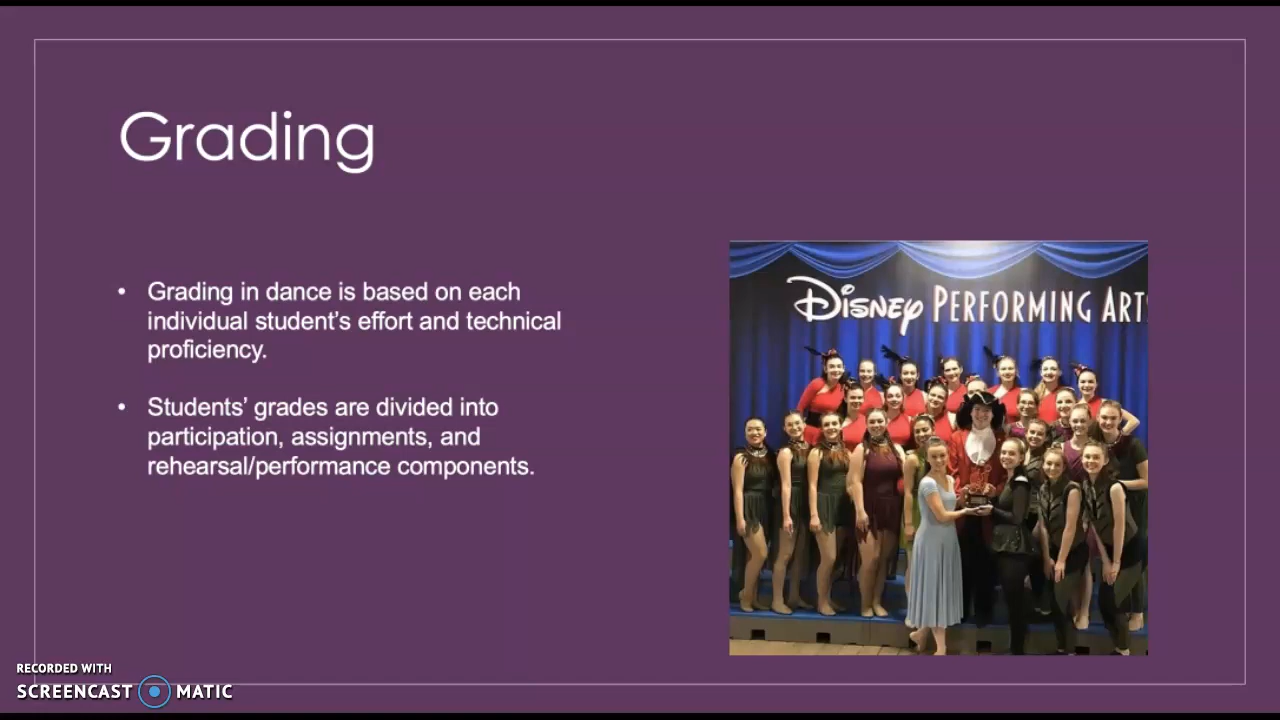 Grading
• Grading in dance is based on each
individual student's effort and technical
proficiency.
• Students' grades are divided into
participation, assignments, and
rehearsal/performance components.
Disney PERFORMING ARTS
RECORDED WITH
SCREENCAST MATIC